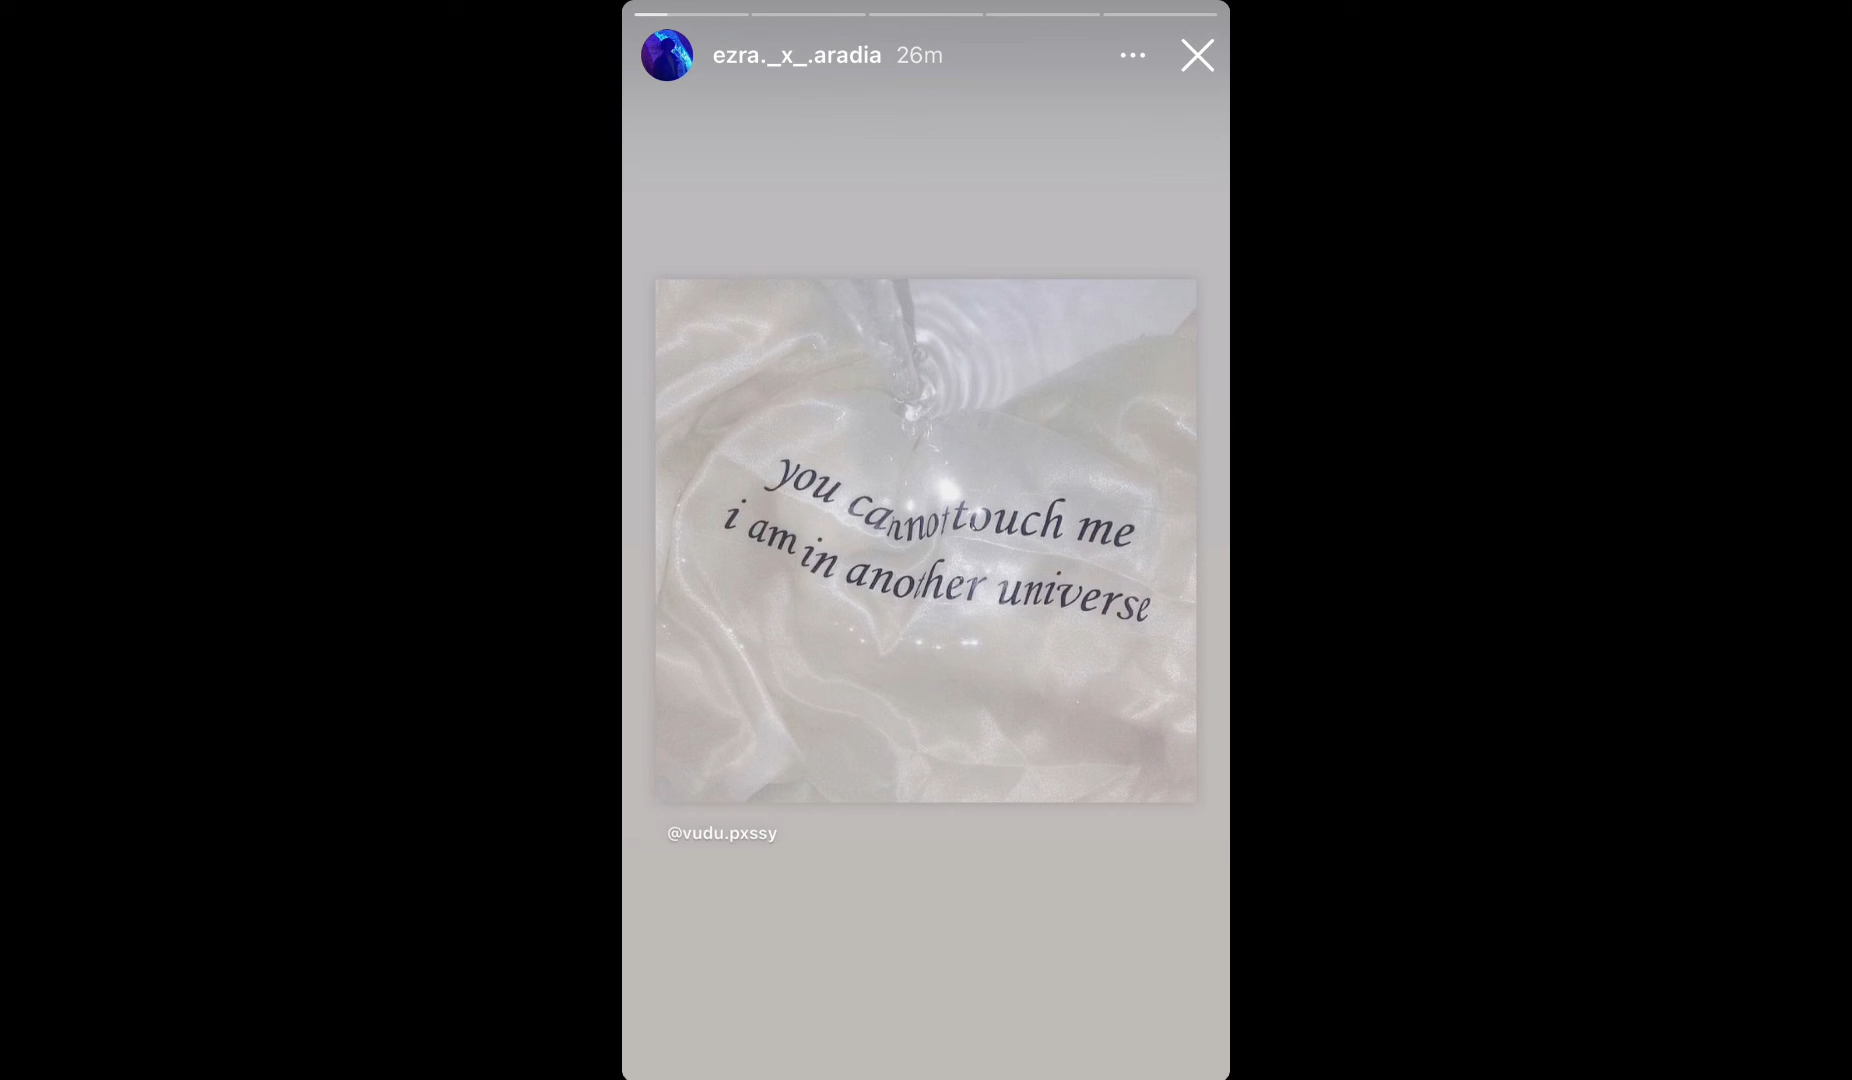 ezra._x_.aradia 26m
you cannot touch me
i am in another universe
@vudu.pxssy